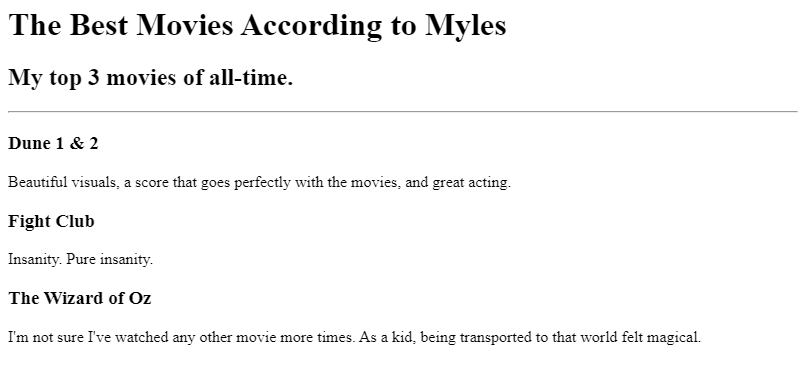 The Best Movies According to Myles
My top 3 movies of all-time.
Dune 1 & 2
Beautiful visuals, a score that goes perfectly with the movies, and great acting.
Fight Club
Insanity. Pure insanity.
The Wizard of Oz
I'm not sure I've watched any other movie more times. As a kid, being transported to that world felt magical.